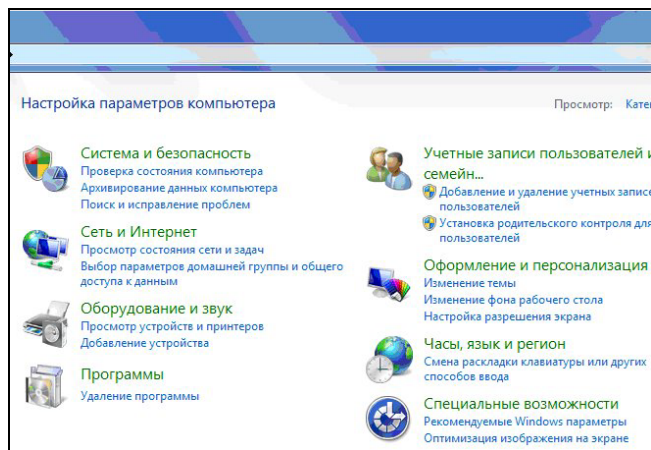 Настройка параметров компьютера
Просмотр:
Система и безопасность
Проверка состояния компьютера
Архивирование данных компьютера
Поиск и исправление проблем
Сеть и Интернет
Просмотр состояния сети и задач
Выбор параметров домашней группы и общего
доступа к данным
Оборудование и звук
Просмотр устройств и принтеров
Добавление устройства
Программы
Удаление программы
Учетные записи пользователей и
семейн...
Добавление и удаление учетных записе
пользователей
Установка родительского контроля для
пользователей
Оформление и персонализация
Изменение темы
Изменение фона рабочего стола
Настройка разрешения экрана
Часы, язык и регион
Смена раскладки клавиатуры или других
способов ввода
Специальные возможности
Рекомендуемые Windows параметры
Оптимизация изображения на экране